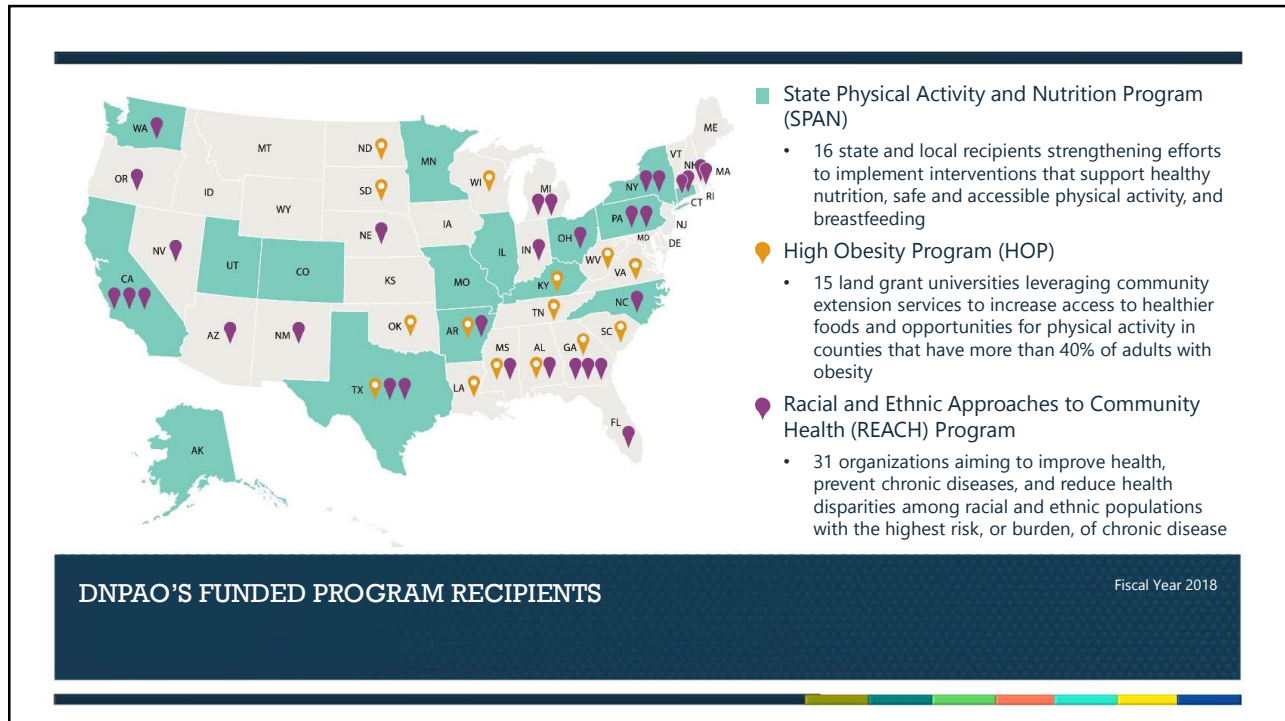 WA
MT
ND
MN
ME
VT
NH
OR
ID
SD
WI
MI
NY
MA
CT
RI
WY
IA
PA
NJ
NE
OH
MD
DE
NV
IL
IN
WV
VA
CA
UT
CO
KS
MO
KY
NC
TN
AZ
NM
OK
AR
SC
MS
AL
GA
TX
LA
FL
AK
State Physical Activity and Nutrition Program
(SPAN)
• 16 state and local recipients strengthening efforts
to implement interventions that support healthy
nutrition, safe and accessible physical activity, and
breastfeeding
High Obesity Program (HOP)
• 15 land grant universities leveraging community
extension services to increase access to healthier
foods and opportunities for physical activity in
counties that have more than 40% of adults with
obesity
Racial and Ethnic Approaches to Community
Health (REACH) Program
• 31 organizations aiming to improve health,
prevent chronic diseases, and reduce health
disparities among racial and ethnic populations
with the highest risk, or burden, of chronic disease
DNPAO'S FUNDED PROGRAM RECIPIENTS
Fiscal Year 2018